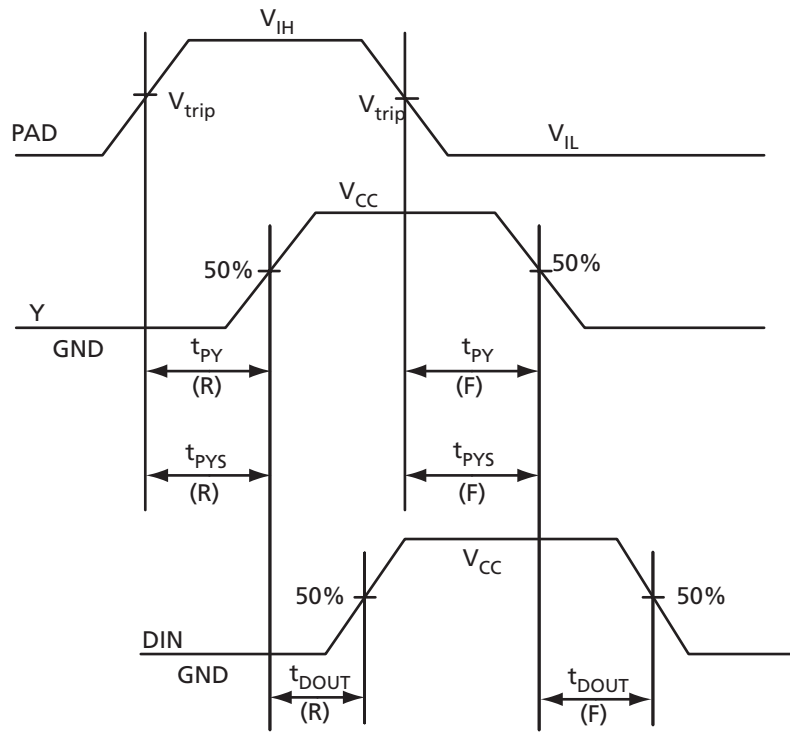 V_IH
V_trip
V_trip
PAD
V_IL
V_CC
50%
50%
Y
GND
t_PY
(R)
t_PY
(F)
t_PYS
(R)
t_PYS
(F)
V_CC
50%
50%
DIN
GND
t_DOUT
(R)
t_DOUT
(F)